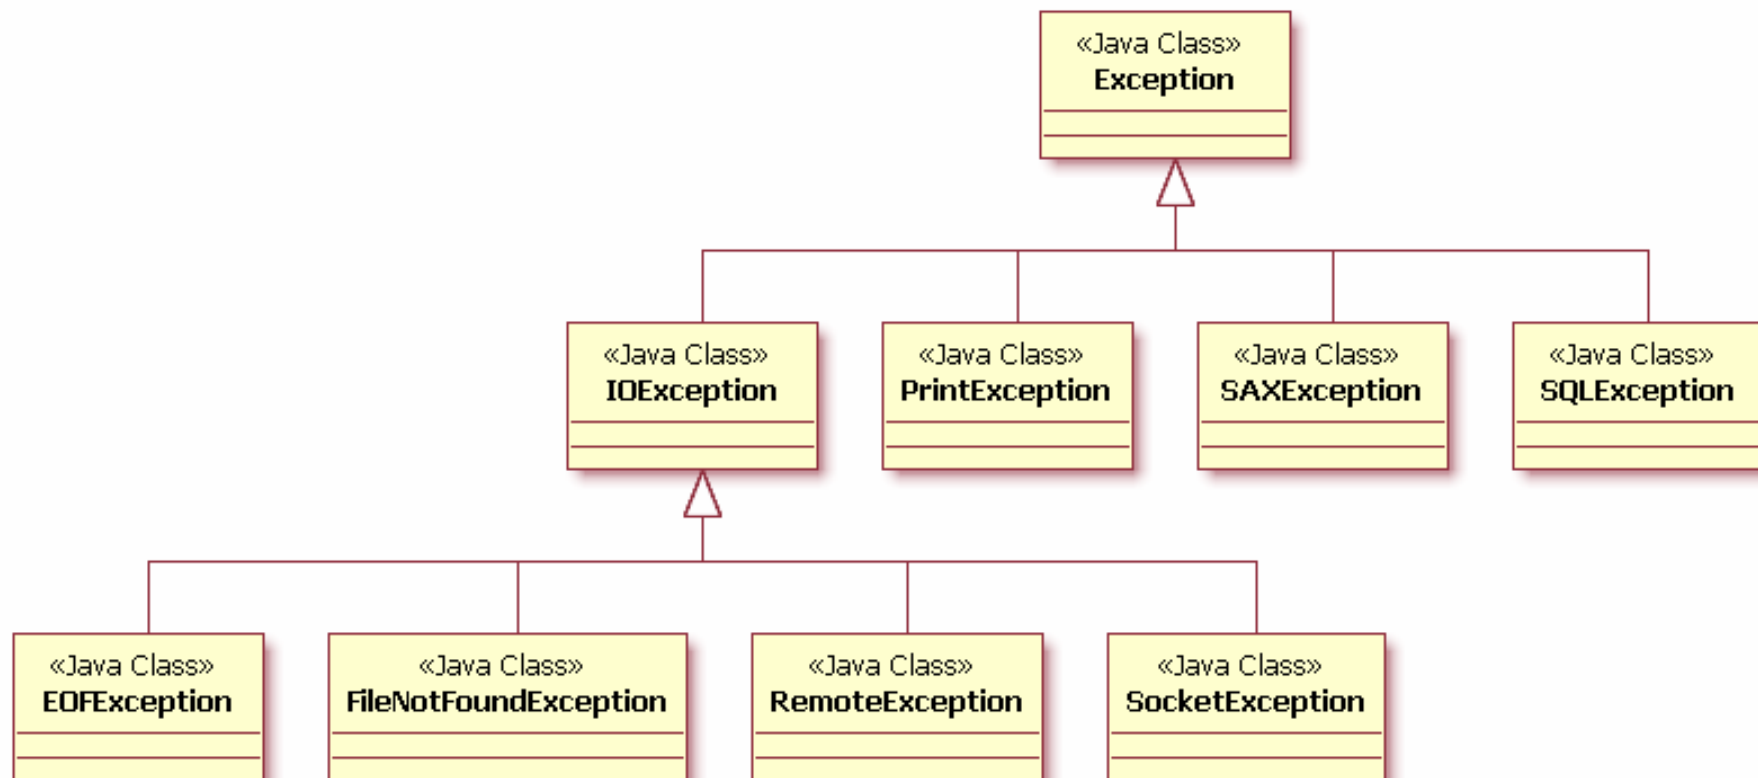 «Java Class»
Exception
«Java Class»
IOException
«Java Class»
PrintException
«Java Class»
SAXException
«Java Class»
SQLException
«Java Class»
EOFException
«Java Class»
FileNotFoundException
«Java Class»
RemoteException
«Java Class»
SocketException